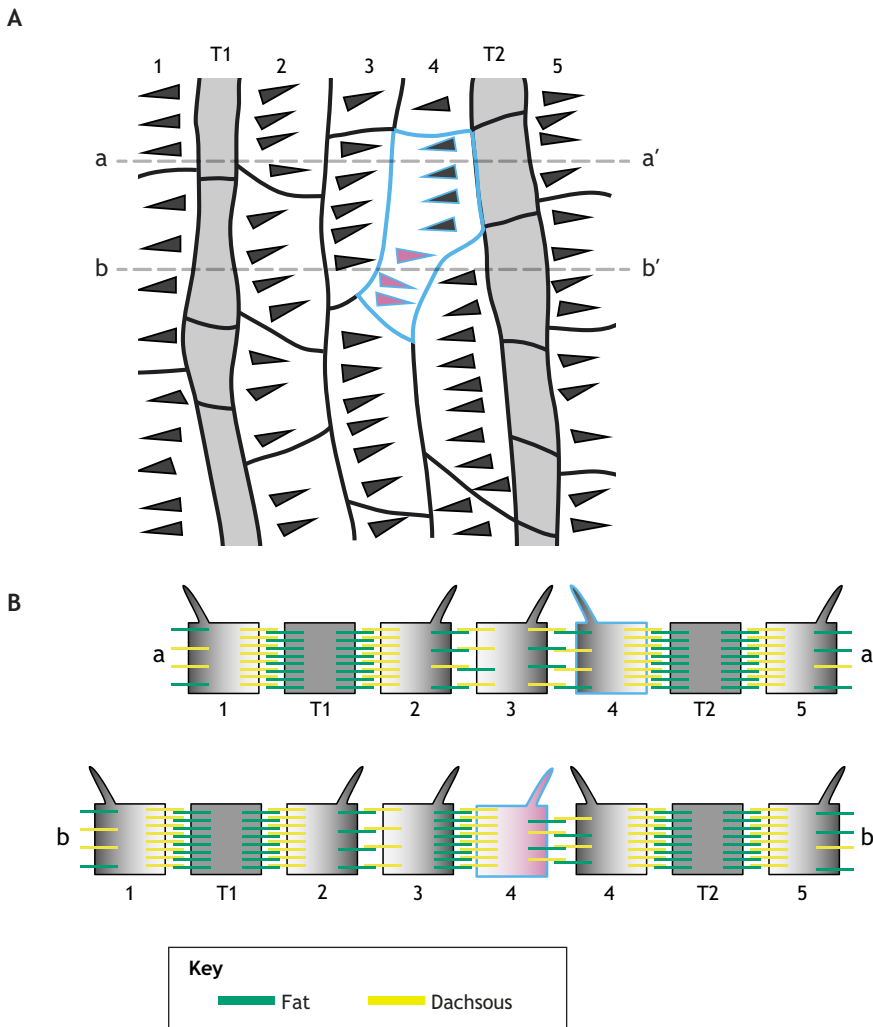 A
1 T1 2 3 4 T2 5
a a′
b b′
B
a a
1 T1 2 3 4 T2 5
b b
1 T1 2 3 4 4 T2 5
Key
Fat Dachsous